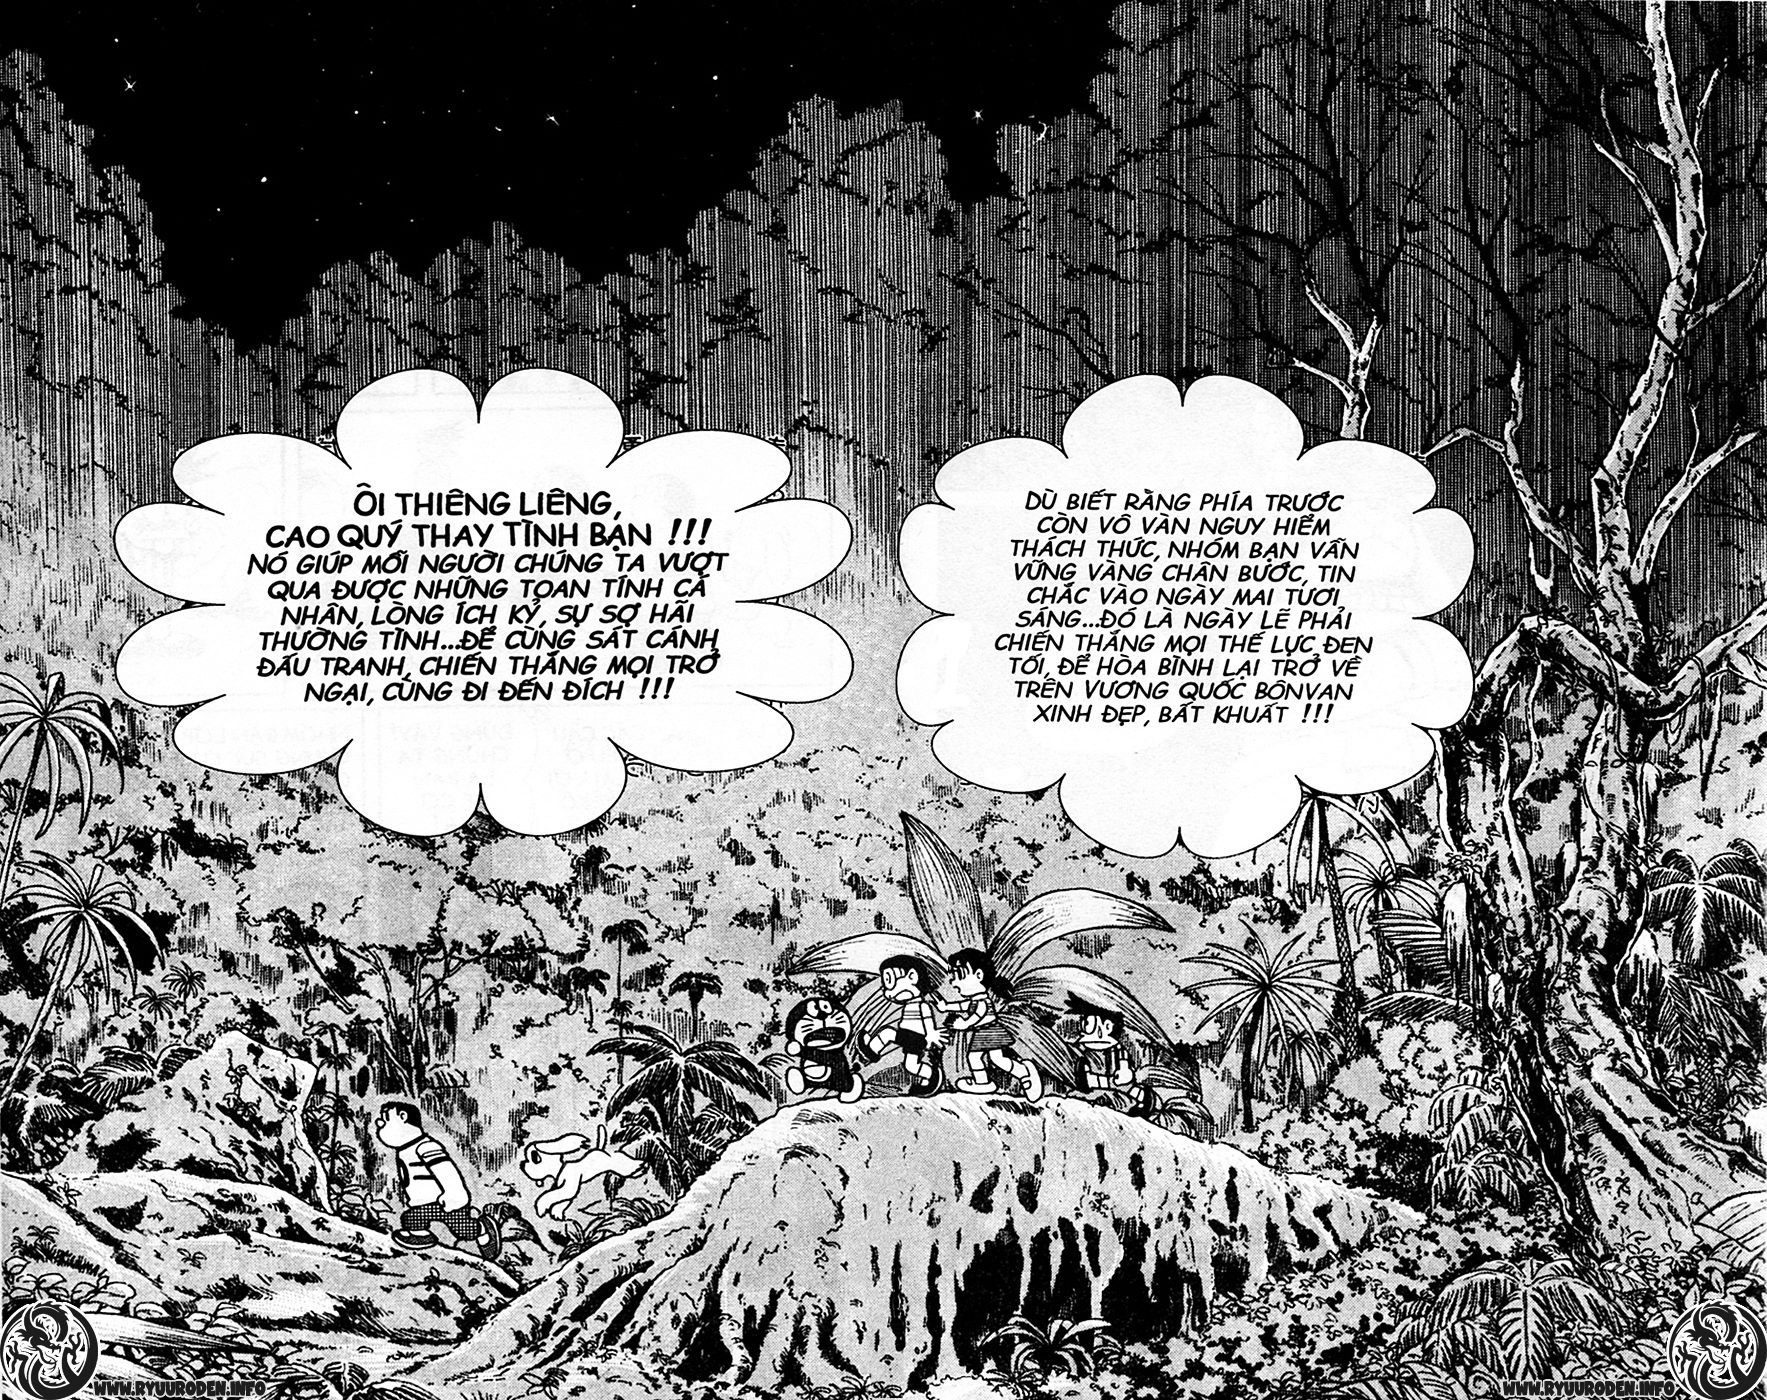 ÔI THIÊNG LIÊNG,
CAO QUÝ THAY TÌNH BẠN !!!
NÓ GIÚP MỖI NGƯỜI CHÚNG TA VƯỢT
QUA ĐƯỢC NHỮNG TOAN TÍNH CÁ
NHÂN, LÒNG ÍCH KỶ, SỰ SỢ HÃI
THƯỜNG TÌNH...ĐỂ CÙNG SÁT CÁNH
ĐẤU TRANH, CHIẾN THẮNG MỌI TRỞ
NGẠI, CÙNG ĐI ĐẾN ĐÍCH !!!
DÙ BIẾT RẰNG PHÍA TRƯỚC
CÒN VÔ VÀN NGUY HIỂM
THÁCH THỨC, NHÓM BẠN VẪN
VỮNG VÀNG CHÂN BƯỚC, TIN
CHẮC VÀO NGÀY MAI TƯƠI
SÁNG...ĐÓ LÀ NGÀY LẼ PHẢI
CHIẾN THẮNG MỌI THẾ LỰC ĐEN
TỐI, ĐỂ HÒA BÌNH LẠI TRỞ VỀ
TRÊN VƯƠNG QUỐC BÔNVAN
XINH ĐẸP, BẤT KHUẤT !!!
WWW.RYUURODEN.INFO
WWW.RYUURODEN.INFO